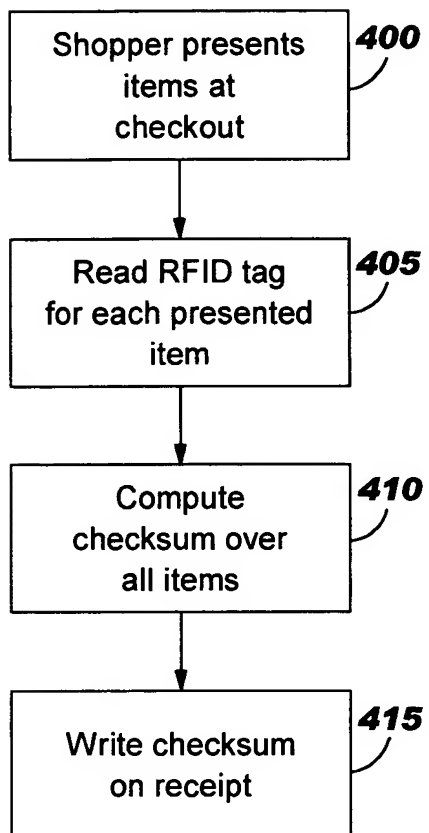 Shopper presents
items at
checkout
400
Read RFID tag
for each presented
item
405
Compute
checksum over
all items
410
Write checksum
on receipt
415